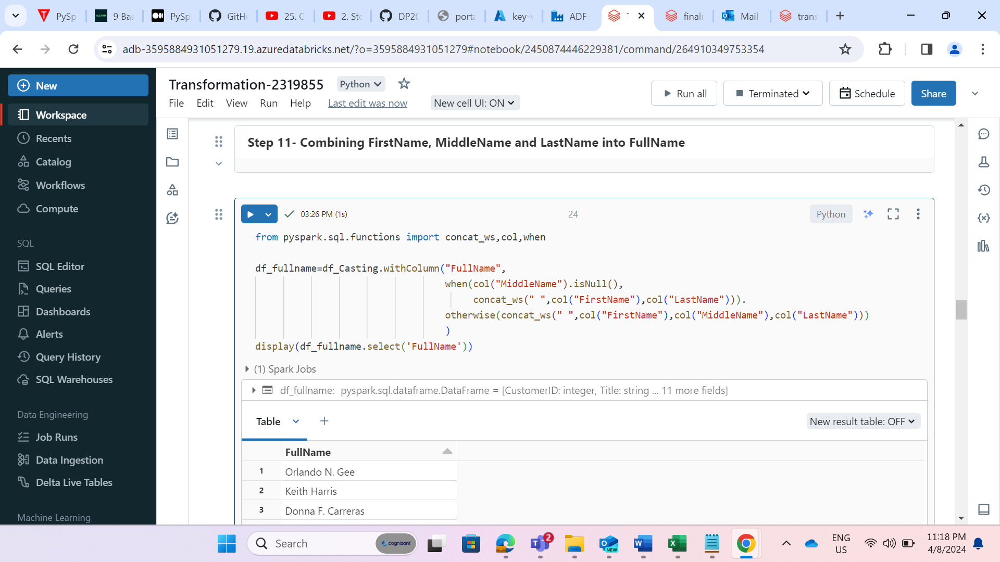 PySp
9 Bas
PySp
GitHu
25. C
2. Sto
DP20
porta
key-v
ADF-
T
finaln
Mail
trans
adb-3595884931051279.19.azuredatabricks.net/?o=3595884931051279#notebook/2450874446229381/command/264910349753354
New
Workspace
Recents
Catalog
Workflows
Compute
SQL
SQL Editor
Queries
Dashboards
Alerts
Query History
SQL Warehouses
Data Engineering
Job Runs
Data Ingestion
Delta Live Tables
Machine Learning
Transformation-2319855
Python
File Edit View Run Help Last edit was now New cell UI: ON
Run all
Terminated
Schedule
Share
Step 11- Combining FirstName, MiddleName and LastName into FullName
03:26 PM (1s)
24
Python
from pyspark.sql.functions import concat_ws,col,when
df_fullname=df_Casting.withColumn("FullName",
when(col("MiddleName").isNull(),
concat_ws(" ",col("FirstName"),col("LastName"))).
otherwise(concat_ws(" ",col("FirstName"),col("MiddleName"),col("LastName")))
)
display(df_fullname.select('FullName'))
(1) Spark Jobs
df_fullname: pyspark.sql.dataframe.DataFrame = [CustomerID: integer, Title: string ... 11 more fields]
Table
New result table: OFF
FullName
1 Orlando N. Gee
2 Keith Harris
3 Donna F. Carreras
Search
cognizant
2
NEW
ENG
US
11:18 PM
4/8/2024